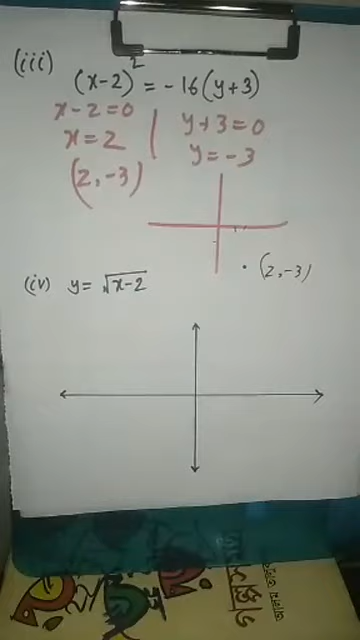 (iii)
(x-2)² = -16(y+3)
x-2=0 | y+3=0
x=2 | y=-3
(2,-3)
(2,-3)
(iv) y = √(x-2)